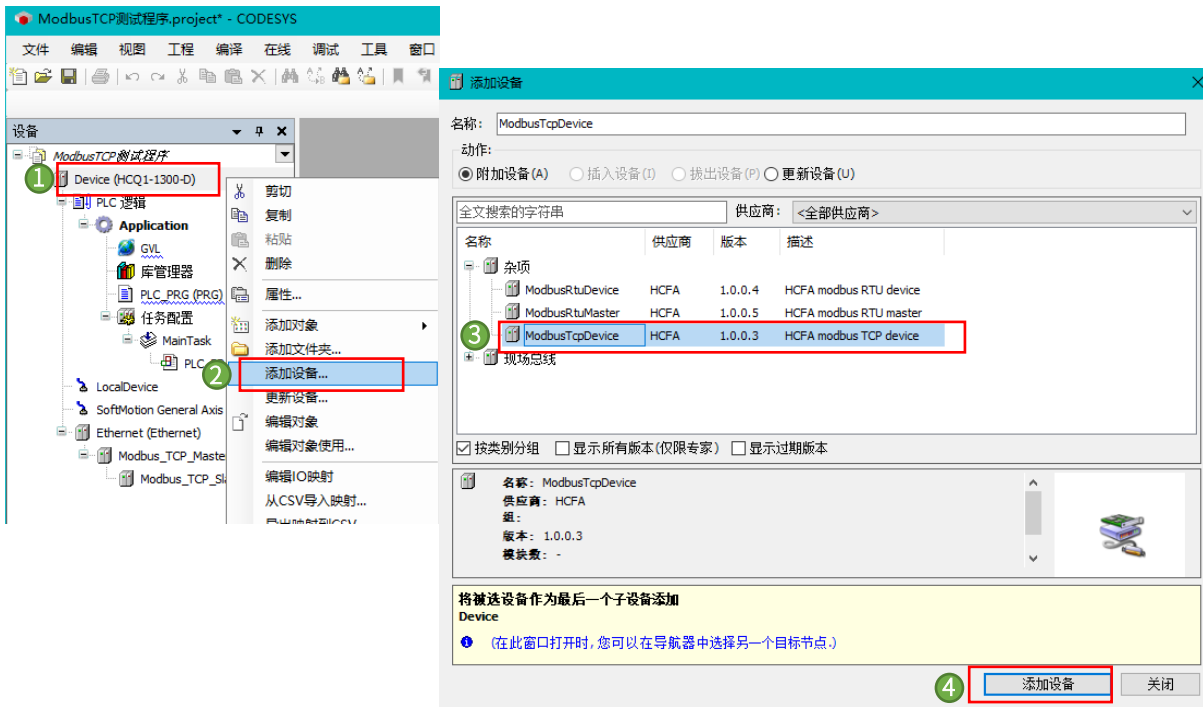 ModbusTCP测试程序.project* - CODESYS
文件 编辑 视图 工程 编译 在线 调试 工具 窗口
设备
ModbusTCP测试程序
1
Device (HCQ1-1300-D)
PLC 逻辑
Application
GVL
库管理器
PLC_PRG (PRG)
任务配置
MainTask
LocalDevice
SoftMotion General Axis
Ethernet (Ethernet)
Modbus_TCP_Maste
剪切
复制
粘贴
删除
属性...
添加对象
添加文件夹...
2
添加设备...
更新设备...
编辑对象
编辑对象使用...
编辑IO映射
从CSV导入映射...
添加设备
名称: ModbusTcpDevice
动作:
附加设备(A) 插入设备(I) 拔出设备(P) 更新设备(U)
全文搜索的字符串 供应商: <全部供应商>
名称 供应商 版本 描述
杂项
ModbusRtuDevice HCFA 1.0.0.4 HCFA modbus RTU device
ModbusRtuMaster HCFA 1.0.0.5 HCFA modbus RTU master
3 ModbusTcpDevice HCFA 1.0.0.3 HCFA modbus TCP device
现场总线
按类别分组 显示所有版本(仅限专家) 显示过期版本
名称: ModbusTcpDevice
供应商: HCFA
组:
版本: 1.0.0.3
模块数: -
将被选设备作为最后一个子设备添加
Device
(在此窗口打开时,您可以在导航器中选择另一个目标节点.)
4 添加设备 关闭